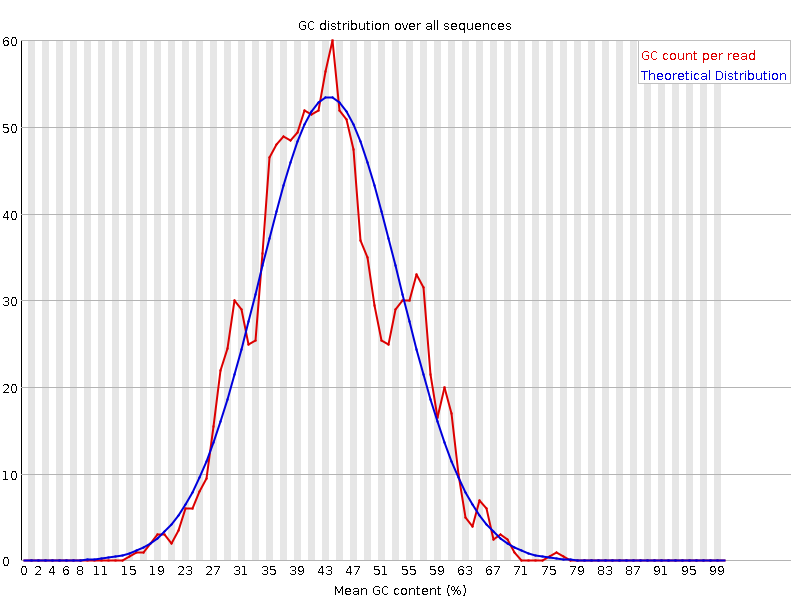 GC distribution over all sequences
GC count per read
Theoretical Distribution
60
50
40
30
20
10
0
0 2 4 6 8 11 15 19 23 27 31 35 39 43 47 51 55 59 63 67 71 75 79 83 87 91 95 99
Mean GC content (%)